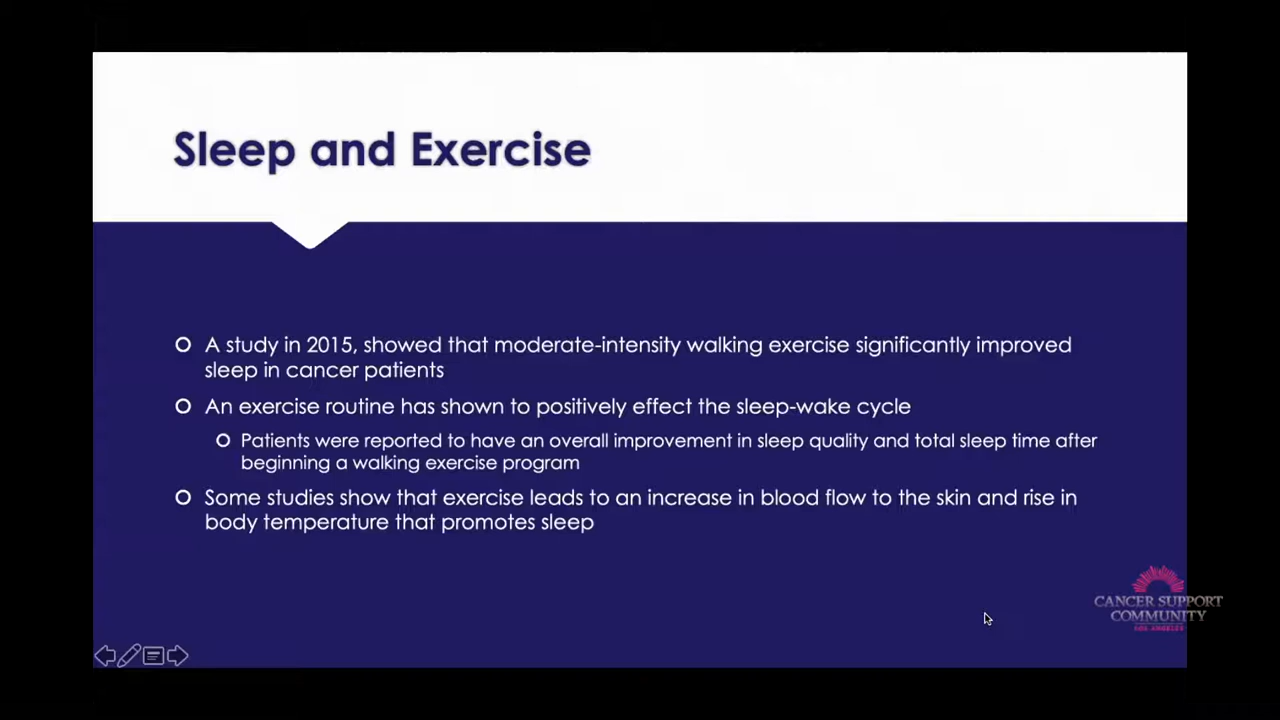 Sleep and Exercise
A study in 2015, showed that moderate-intensity walking exercise significantly improved
sleep in cancer patients
An exercise routine has shown to positively effect the sleep-wake cycle
Patients were reported to have an overall improvement in sleep quality and total sleep time after
beginning a walking exercise program
Some studies show that exercise leads to an increase in blood flow to the skin and rise in
body temperature that promotes sleep
CANCER SUPPORT
COMMUNITY
LOS ANGELES